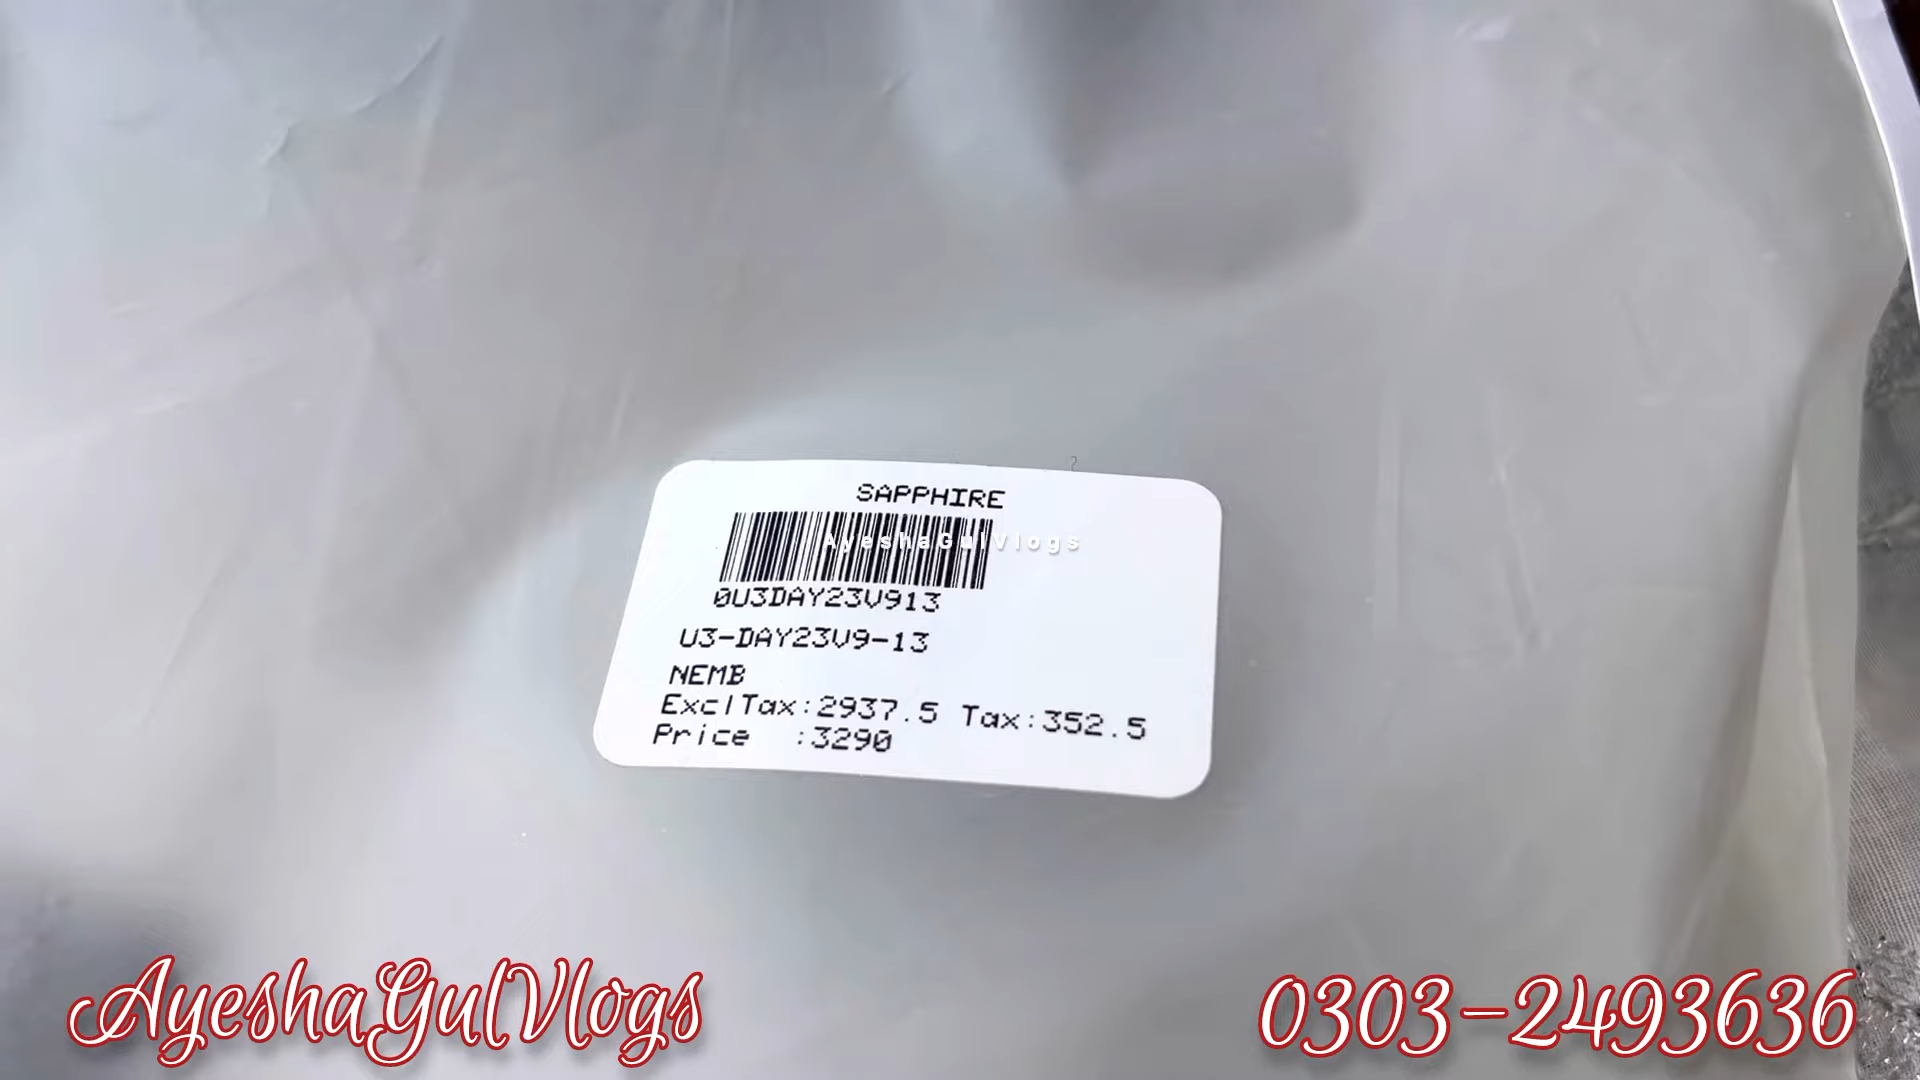 SAPPHIRE
AyeshaGulVlogs
0U3DAY23V913
U3-DAY23V9-13
NEMB
ExclTax:2937.5 Tax:352.5
Price :3290
AyeshaGulVlogs
0303-2493636